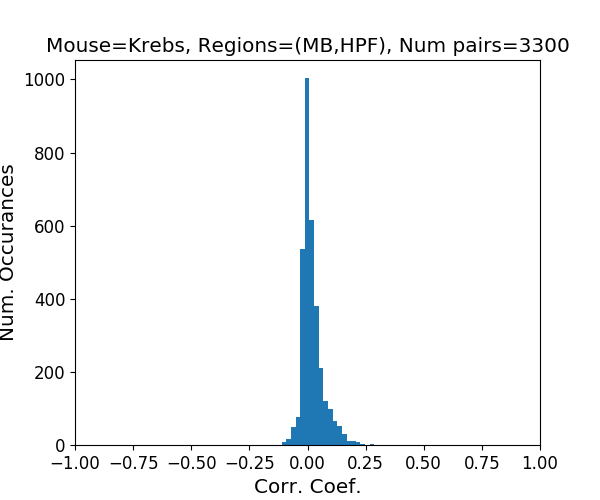 Mouse=Krebs, Regions=(MB,HPF), Num pairs=3300
1000
800
600
400
200
0
Num. Occurances
−1.00 −0.75 −0.50 −0.25 0.00 0.25 0.50 0.75 1.00
Corr. Coef.